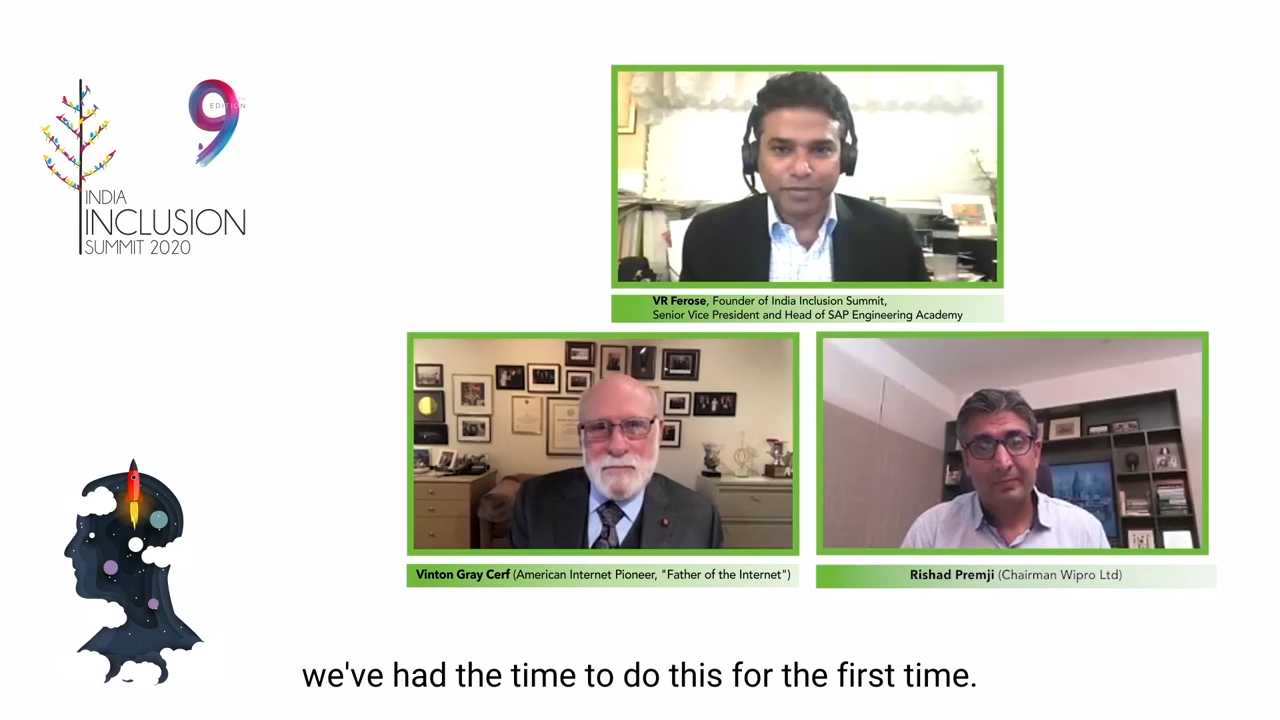 9
EDITION
INDIA
INCLUSION
SUMMIT 2020
VR Ferose, Founder of India Inclusion Summit,
Senior Vice President and Head of SAP Engineering Academy
Vinton Gray Cerf (American Internet Pioneer, "Father of the Internet")
Rishad Premji (Chairman Wipro Ltd)
we've had the time to do this for the first time.